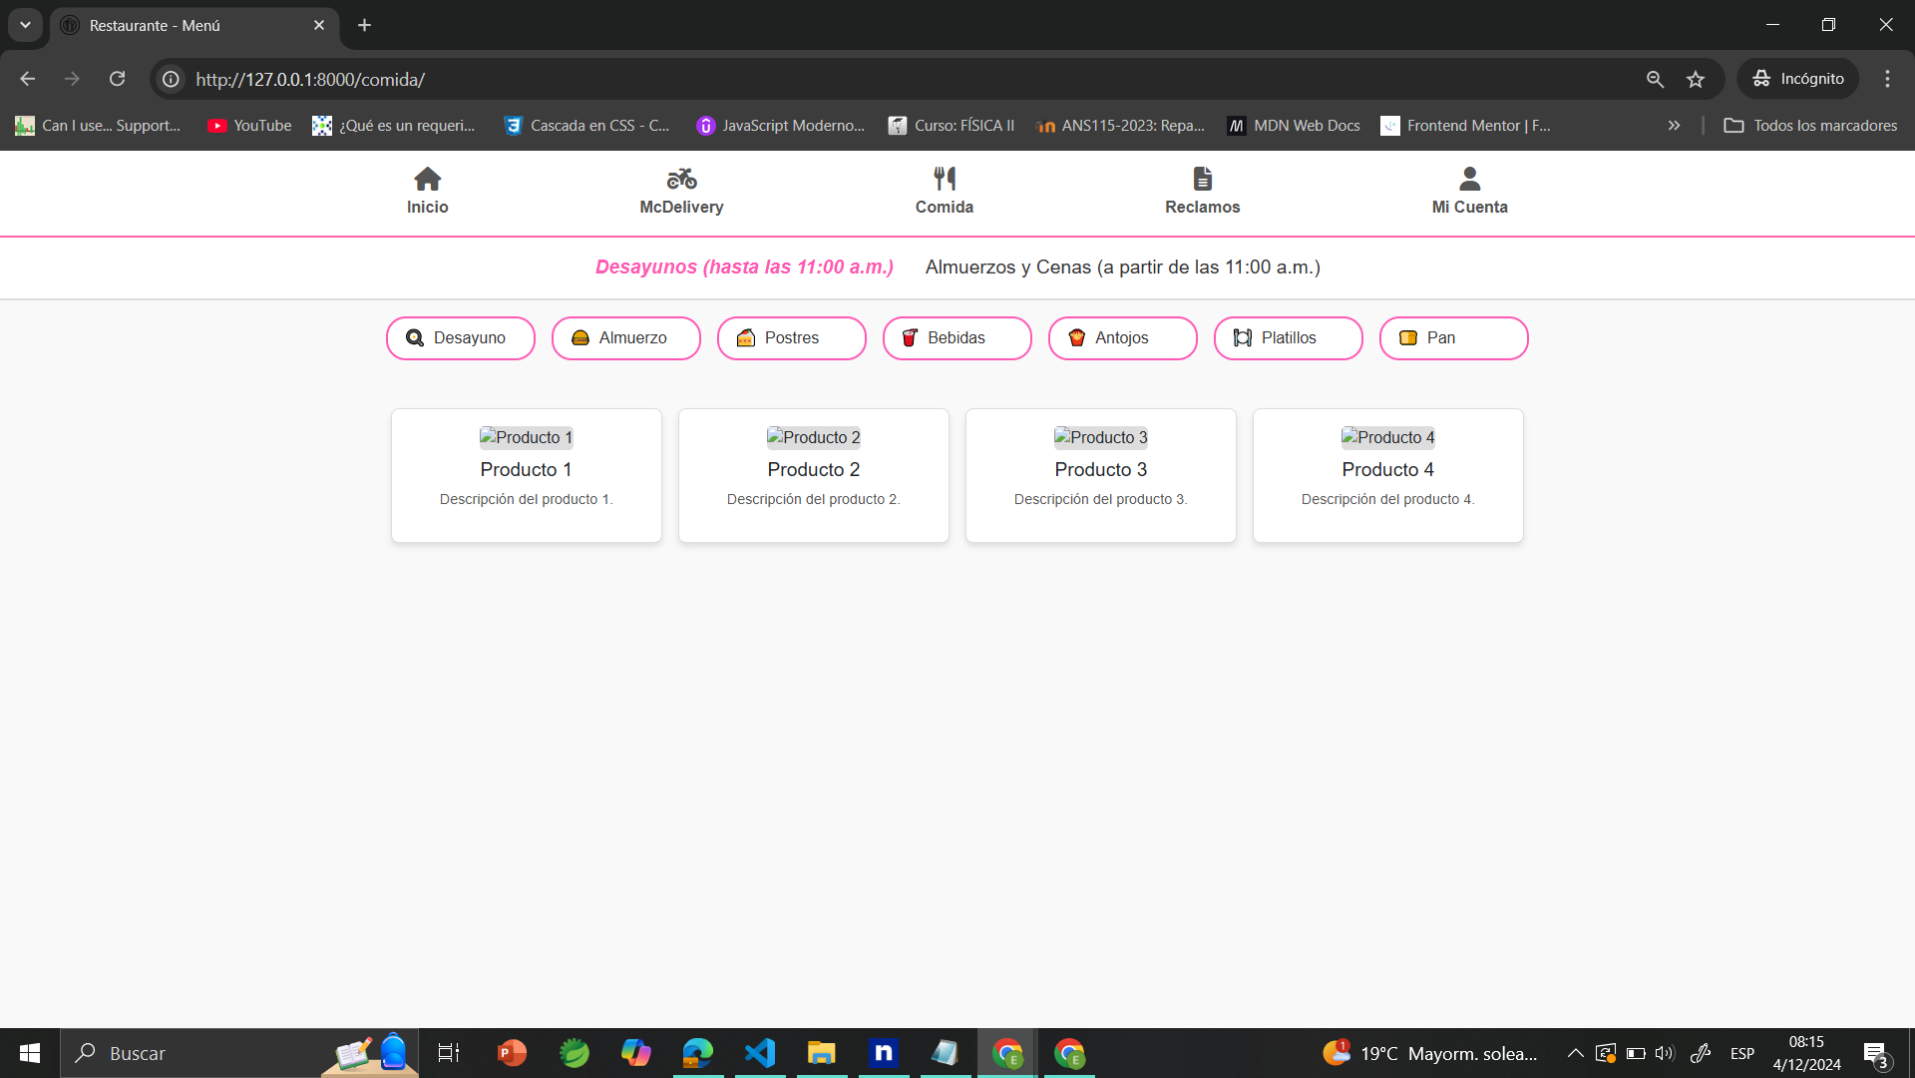 Restaurante - Menú
http://127.0.0.1:8000/comida/
Incógnito
Can I use... Support...
YouTube
¿Qué es un requeri...
Cascada en CSS - C...
JavaScript Moderno...
Curso: FÍSICA II
ANS115-2023: Repa...
MDN Web Docs
Frontend Mentor | F...
Todos los marcadores
Inicio
McDelivery
Comida
Reclamos
Mi Cuenta
Desayunos (hasta las 11:00 a.m.)
Almuerzos y Cenas (a partir de las 11:00 a.m.)
Desayuno
Almuerzo
Postres
Bebidas
Antojos
Platillos
Pan
Producto 1
Producto 1
Descripción del producto 1.
Producto 2
Producto 2
Descripción del producto 2.
Producto 3
Producto 3
Descripción del producto 3.
Producto 4
Producto 4
Descripción del producto 4.
Buscar
1
19°C Mayorm. solea...
ESP
08:15
4/12/2024
3